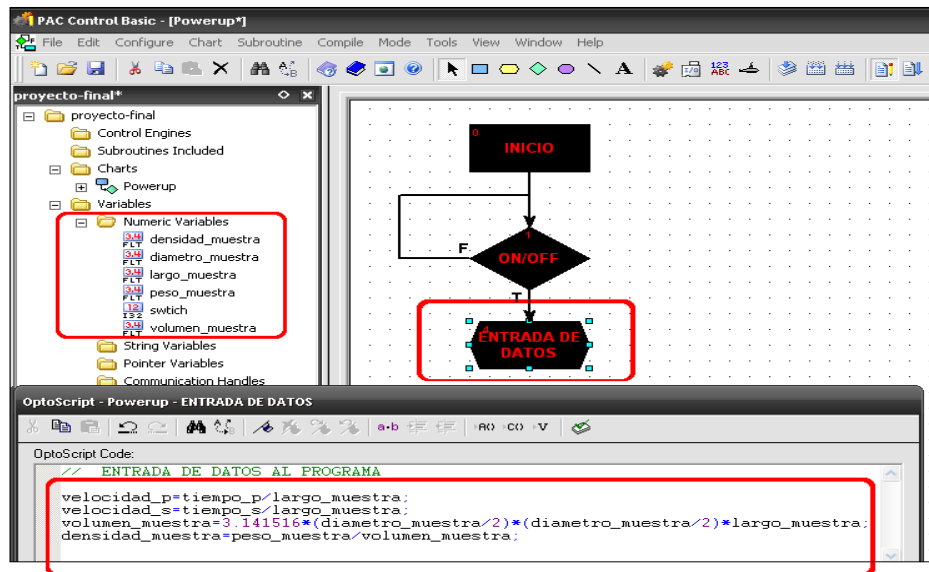 PAC Control Basic - [Powerup*]
File Edit Configure Chart Subroutine Compile Mode Tools View Window Help
proyecto-final*
proyecto-final
Control Engines
Subroutines Included
Charts
Powerup
Variables
Numeric Variables
densidad_muestra
diametro_muestra
largo_muestra
peso_muestra
swtich
volumen_muestra
String Variables
Pointer Variables
Communication Handles
0
INICIO
1
ON/OFF
F
T
4
ENTRADA DE
DATOS
OptoScript - Powerup - ENTRADA DE DATOS
OptoScript Code:
// ENTRADA DE DATOS AL PROGRAMA
velocidad_p=tiempo_p/largo_muestra;
velocidad_s=tiempo_s/largo_muestra;
volumen_muestra=3.141516*(diametro_muestra/2)*(diametro_muestra/2)*largo_muestra;
densidad_muestra=peso_muestra/volumen_muestra;